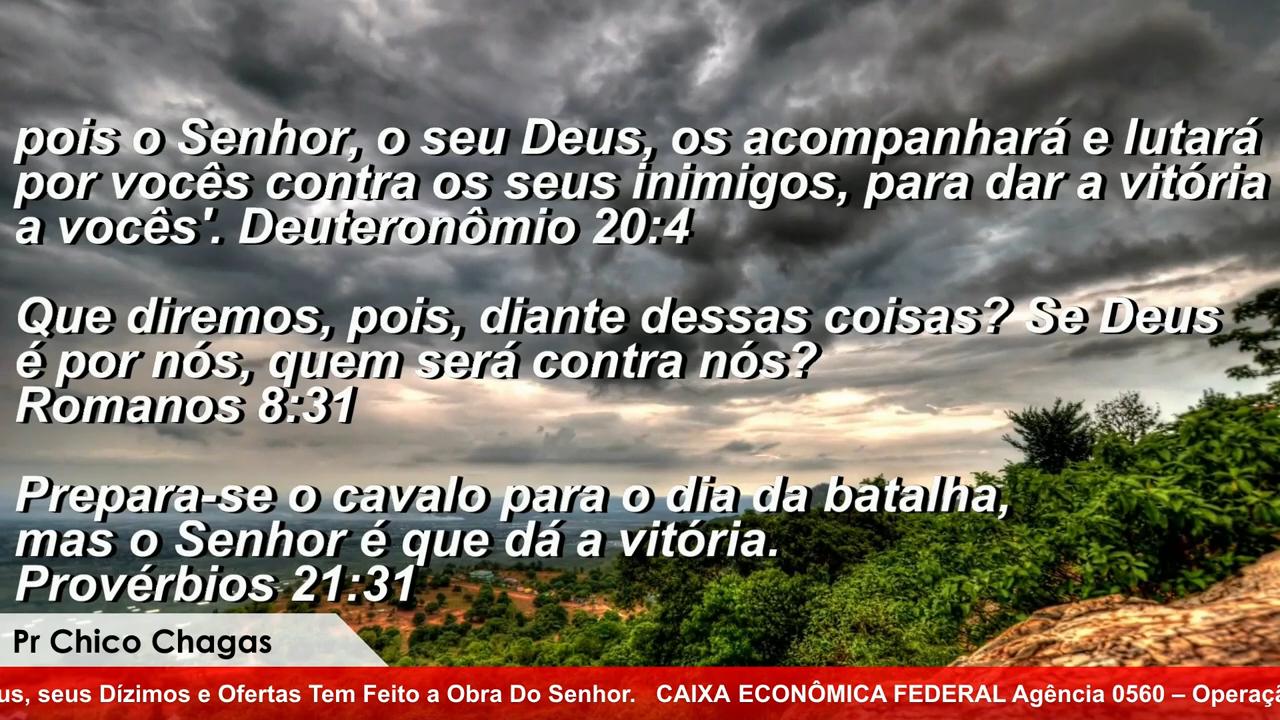 pois o Senhor, o seu Deus, os acompanhará e lutará
por vocês contra os seus inimigos, para dar a vitória
a vocês'. Deuteronômio 20:4
Que diremos, pois, diante dessas coisas? Se Deus
é por nós, quem será contra nós?
Romanos 8:31
Prepara-se o cavalo para o dia da batalha,
mas o Senhor é que dá a vitória.
Provérbios 21:31
Pr Chico Chagas
us, seus Dízimos e Ofertas Tem Feito a Obra Do Senhor. CAIXA ECONÔMICA FEDERAL Agência 0560 – Operaçã